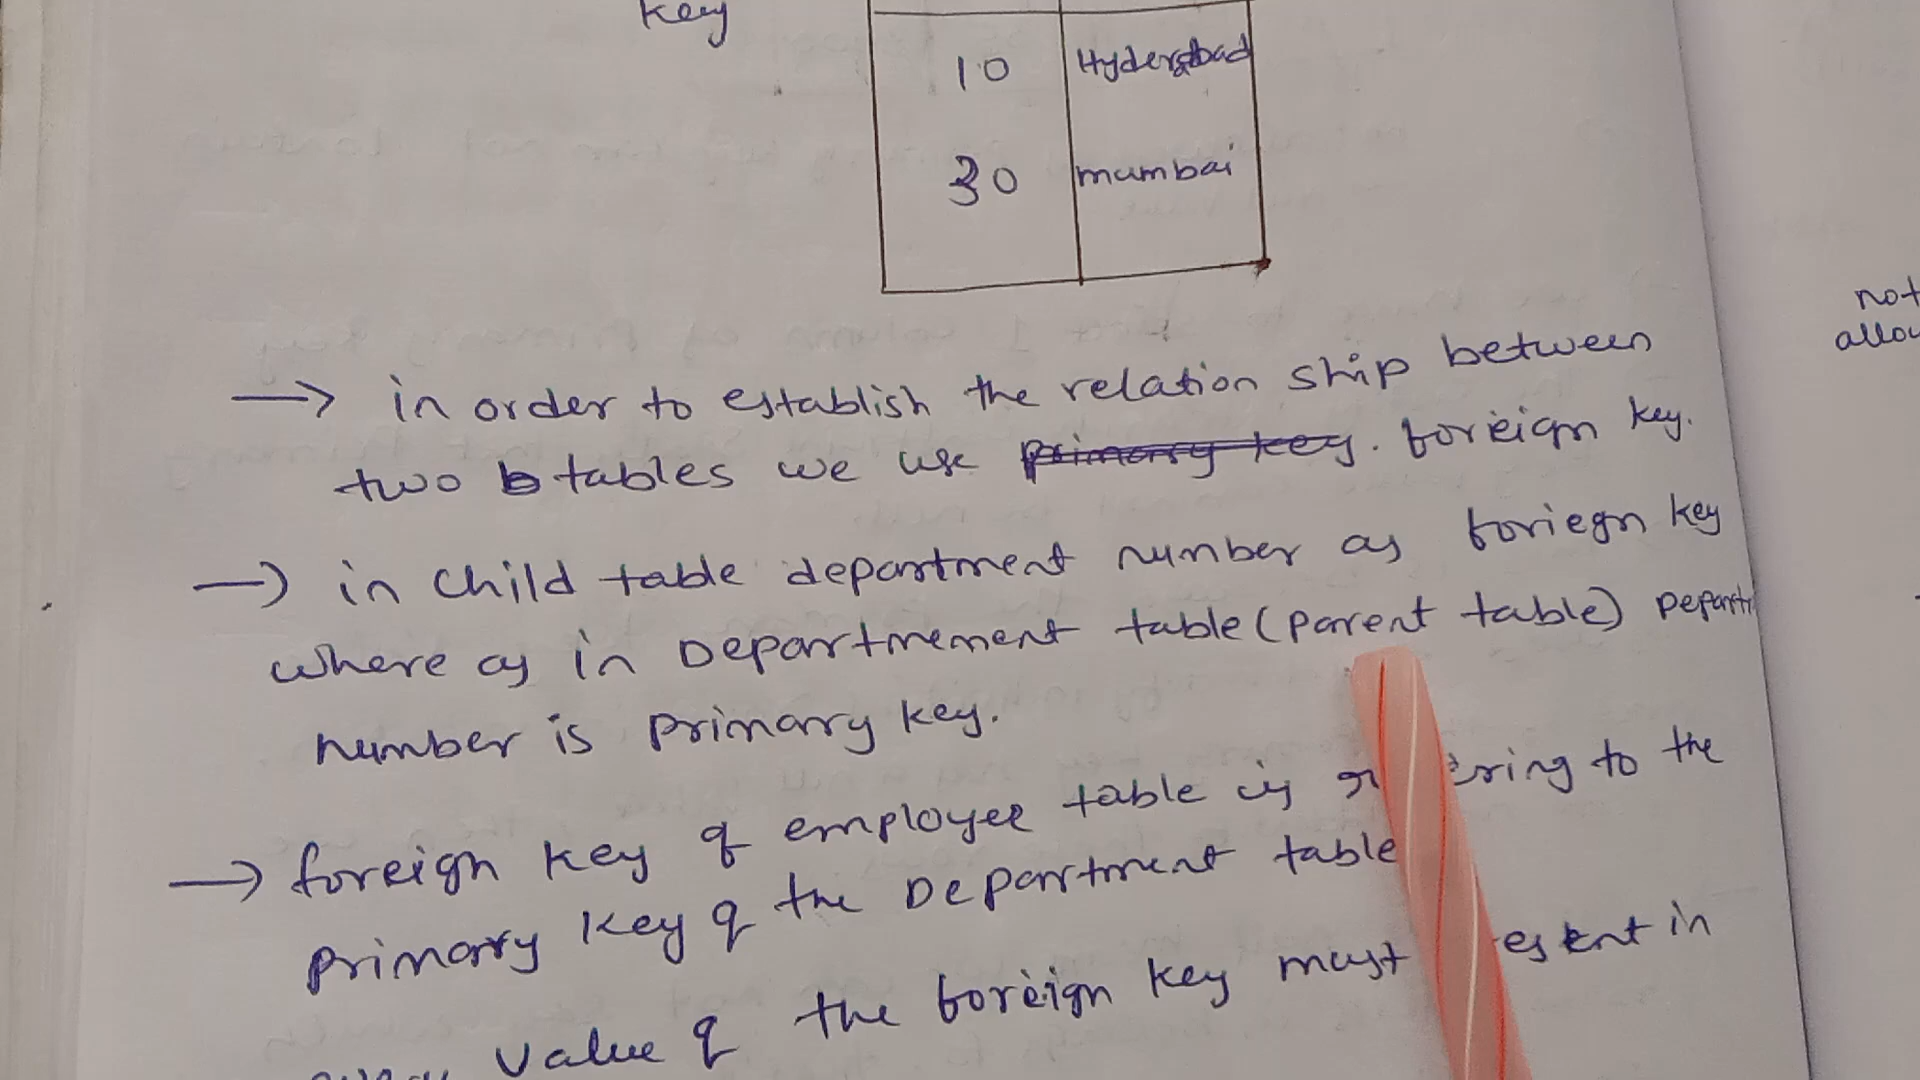 key
10 Hyderabad
30 mumbai
not
→ in order to establish the relation ship between
two tables we use primary key. foreign key.
→ in child table department number as foriegn key
where as in Departmement table (parent table)
number is primary key.
→ foreign key of employee table is to the
primary key of the Department table
value of the foreign key must in